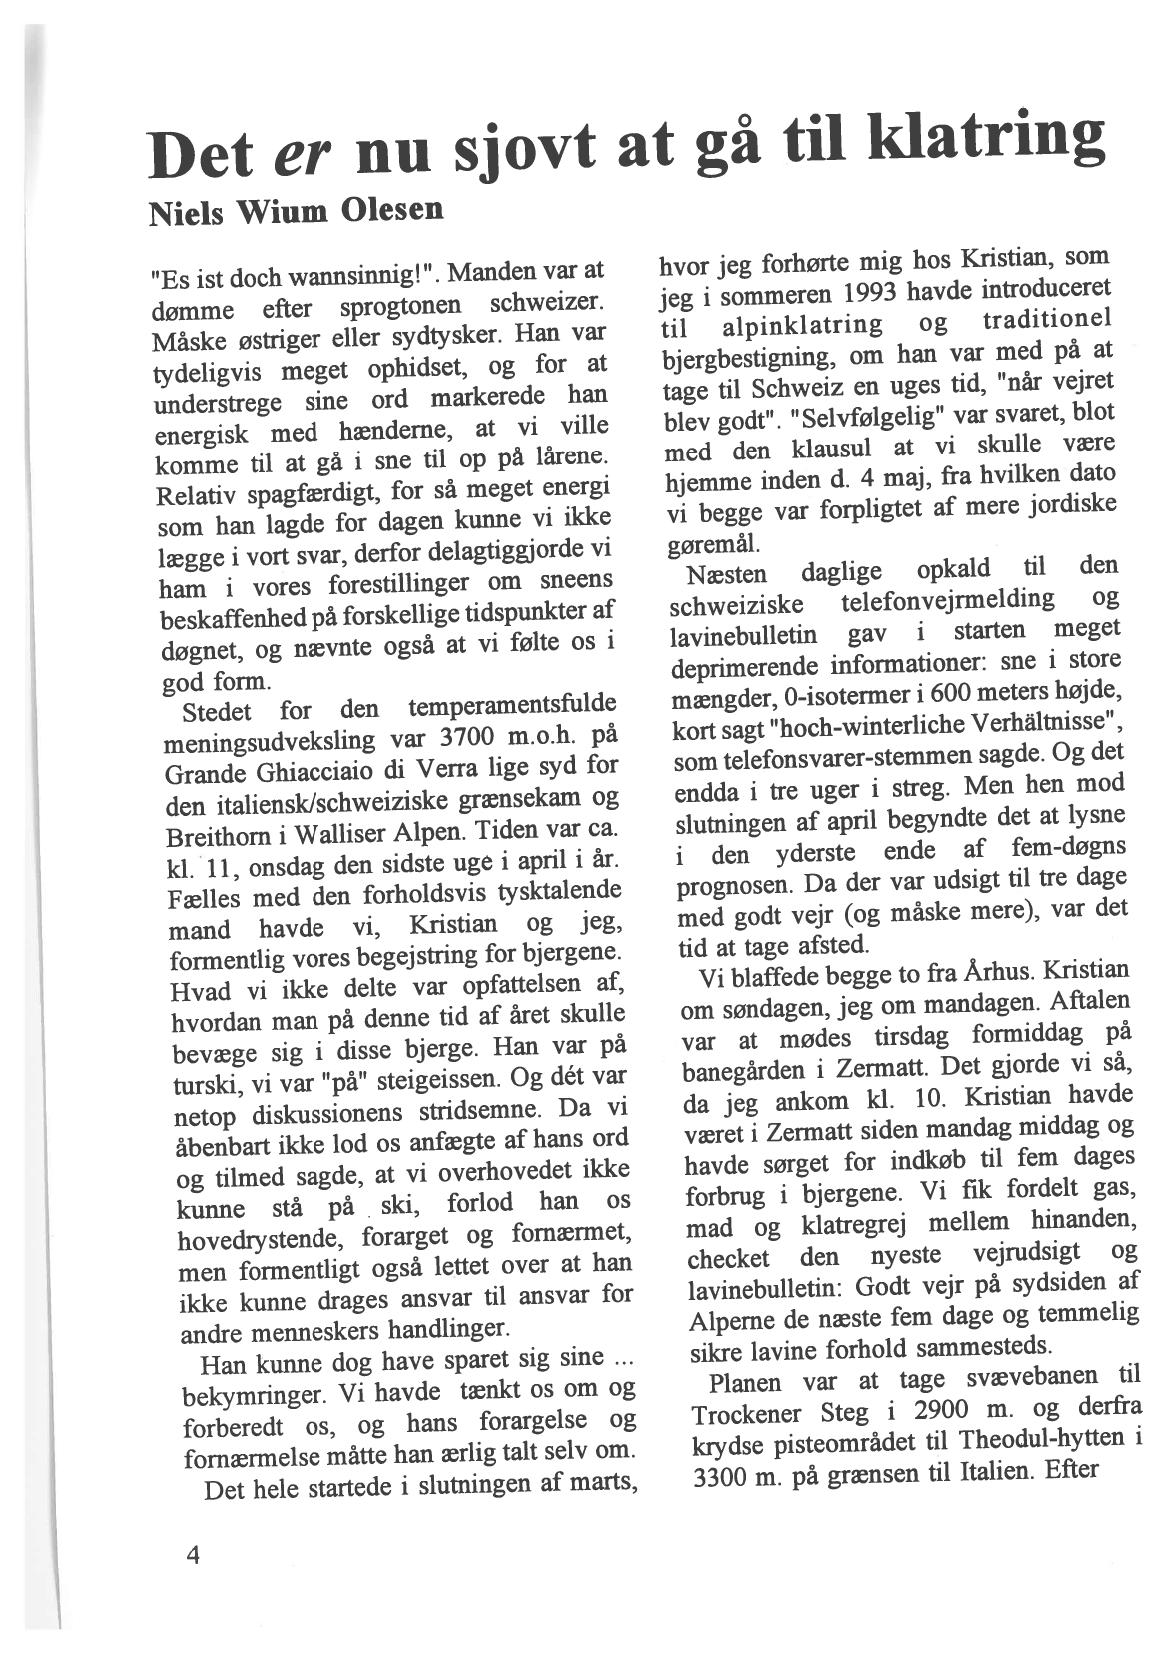 Det er nu sjovt at gå til klatring
Niels Wium Olesen
"Es ist doch wannsinnig!". Manden var at
dømme efter sprogtonen schweizer.
Måske østriger eller sydtysker. Han var
tydeligvis meget ophidset, og for at
understrege sine ord markerede han
energisk med hænderne, at vi ville
komme til at gå i sne til op på lårene.
Relativ spagfærdigt, for så meget energi
som han lagde for dagen kunne vi ikke
lægge i vort svar, derfor delagtiggjorde vi
ham i vores forestillinger om sneens
beskaffenhed på forskellige tidspunkter af
døgnet, og nævnte også at vi følte os i
god form.
Stedet for den temperamentsfulde
meningsudveksling var 3700 m.o.h. på
Grande Ghiacciaio di Verra lige syd for
den italiensk/schweiziske grænsekam og
Breithorn i Walliser Alpen. Tiden var ca.
kl. 11, onsdag den sidste uge i april i år.
Fælles med den forholdsvis tysktalende
mand havde vi, Kristian og jeg,
formentlig vores begejstring for bjergene.
Hvad vi ikke delte var opfattelsen af,
hvordan man på denne tid af året skulle
bevæge sig i disse bjerge. Han var på
turski, vi var "på" steigeissen. Og dét var
netop diskussionens stridsemne. Da vi
åbenbart ikke lod os anfægte af hans ord
og tilmed sagde, at vi overhovedet ikke
kunne stå på ski, forlod han os
hovedrystende, forarget og fornærmet,
men formentligt også lettet over at han
ikke kunne drages ansvar til ansvar for
andre menneskers handlinger.
Han kunne dog have sparet sig sine ...
bekymringer. Vi havde tænkt os om og
forberedt os, og hans forargelse og
fornærmelse måtte han ærlig talt selv om.
Det hele startede i slutningen af marts,
hvor jeg forhørte mig hos Kristian, som
jeg i sommeren 1993 havde introduceret
til alpinklatring og traditionel
bjergbestigning, om han var med på at
tage til Schweiz en uges tid, "når vejret
blev godt". "Selvfølgelig" var svaret, blot
med den klausul at vi skulle være
hjemme inden d. 4 maj, fra hvilken dato
vi begge var forpligtet af mere jordiske
gøremål.
Næsten daglige opkald til den
schweiziske telefonvejrmelding og
lavinebulletin gav i starten meget
deprimerende informationer: sne i store
mængder, 0-isotermer i 600 meters højde,
kort sagt "hoch-winterliche Verhältnisse",
som telefonsvarer-stemmen sagde. Og det
endda i tre uger i streg. Men hen mod
slutningen af april begyndte det at lysne
i den yderste ende af fem-døgns
prognosen. Da der var udsigt til tre dage
med godt vejr (og måske mere), var det
tid at tage afsted.
Vi blaffede begge to fra Århus. Kristian
om søndagen, jeg om mandagen. Aftalen
var at mødes tirsdag formiddag på
banegården i Zermatt. Det gjorde vi så,
da jeg ankom kl. 10. Kristian havde
været i Zermatt siden mandag middag og
havde sørget for indkøb til fem dages
forbrug i bjergene. Vi fik fordelt gas,
mad og klatregrej mellem hinanden,
checket den nyeste vejrudsigt og
lavinebulletin: Godt vejr på sydsiden af
Alperne de næste fem dage og temmelig
sikre lavine forhold sammesteds.
Planen var at tage svævebanen til
Trockener Steg i 2900 m. og derfra
krydse pisteområdet til Theodul-hytten i
3300 m. på grænsen til Italien. Efter
4